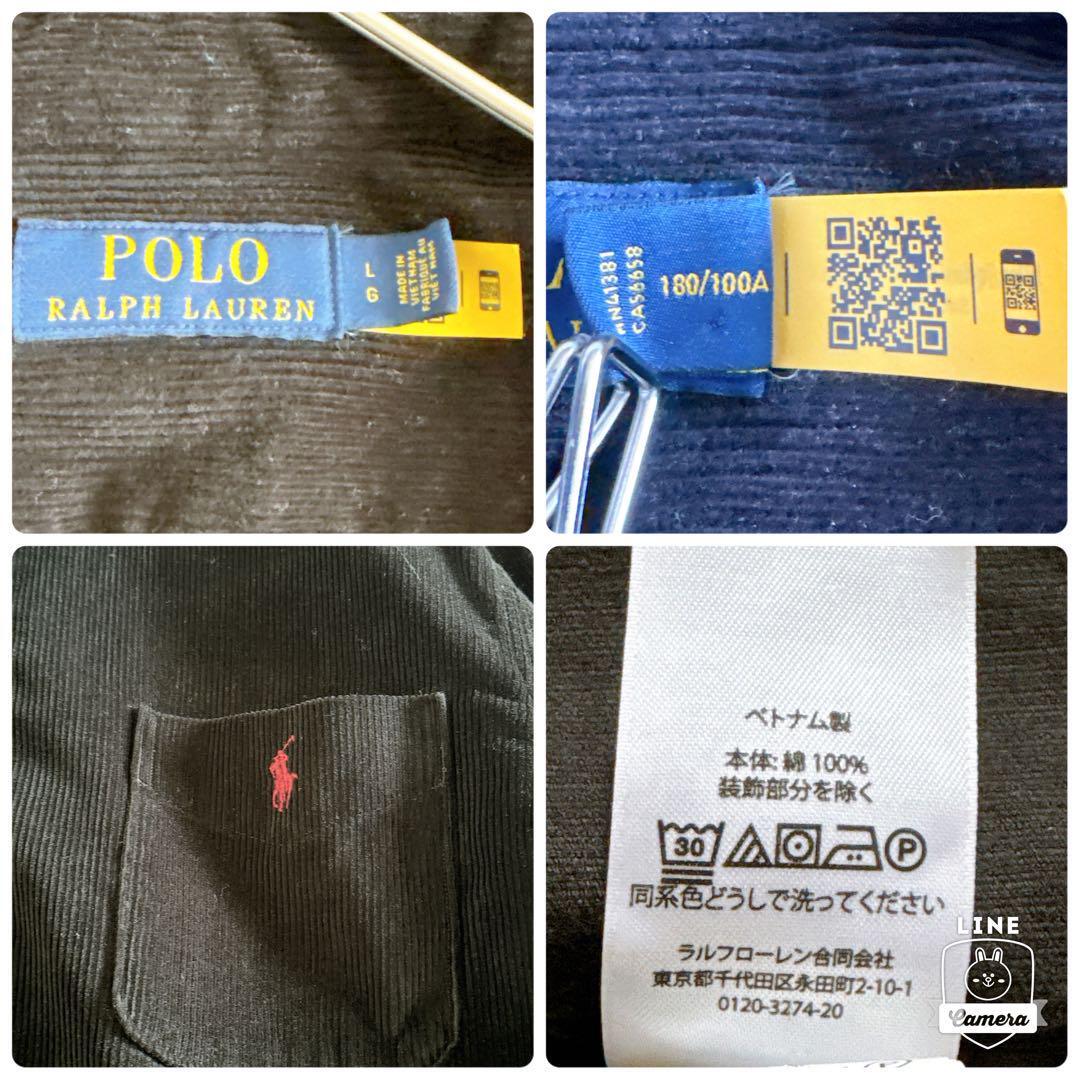 POLO
RALPH LAUREN
L
G
MADE IN
VIETNAM
FABRIQUÉ AU
VIÊT NAM
RN41381
CA56658
180/100A
ベトナム製
本体: 綿 100%
装飾部分を除く
30
P
同系色どうしで洗ってください
ラルフローレン合同会社
東京都千代田区永田町2-10-1
0120-3274-20
LINE
Camera